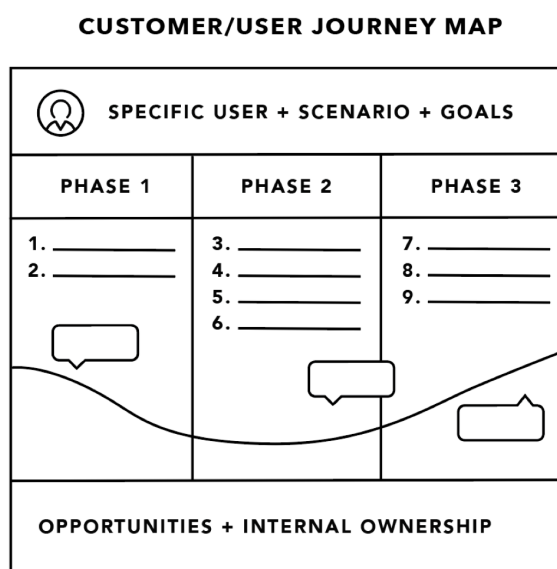 CUSTOMER/USER JOURNEY MAP
SPECIFIC USER + SCENARIO + GOALS
PHASE 1 PHASE 2 PHASE 3
1. 3. 7.
2. 4. 8.
5. 9.
6.
OPPORTUNITIES + INTERNAL OWNERSHIP